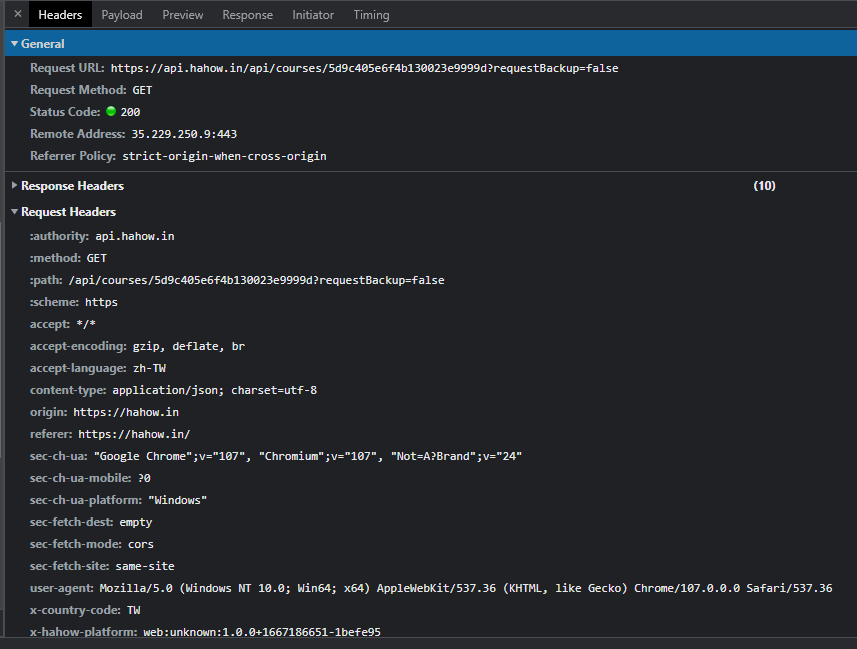 × Headers Payload Preview Response Initiator Timing
▼General
Request URL: https://api.hahow.in/api/courses/5d9c405e6f4b130023e9999d?requestBackup=false
Request Method: GET
Status Code: 200
Remote Address: 35.229.250.9:443
Referrer Policy: strict-origin-when-cross-origin
▶Response Headers (10)
▼Request Headers
:authority: api.hahow.in
:method: GET
:path: /api/courses/5d9c405e6f4b130023e9999d?requestBackup=false
:scheme: https
accept: */*
accept-encoding: gzip, deflate, br
accept-language: zh-TW
content-type: application/json; charset=utf-8
origin: https://hahow.in
referer: https://hahow.in/
sec-ch-ua: "Google Chrome";v="107", "Chromium";v="107", "Not=A?Brand";v="24"
sec-ch-ua-mobile: ?0
sec-ch-ua-platform: "Windows"
sec-fetch-dest: empty
sec-fetch-mode: cors
sec-fetch-site: same-site
user-agent: Mozilla/5.0 (Windows NT 10.0; Win64; x64) AppleWebKit/537.36 (KHTML, like Gecko) Chrome/107.0.0.0 Safari/537.36
x-country-code: TW
x-hahow-platform: web:unknown:1.0.0+1667186651-1befe95